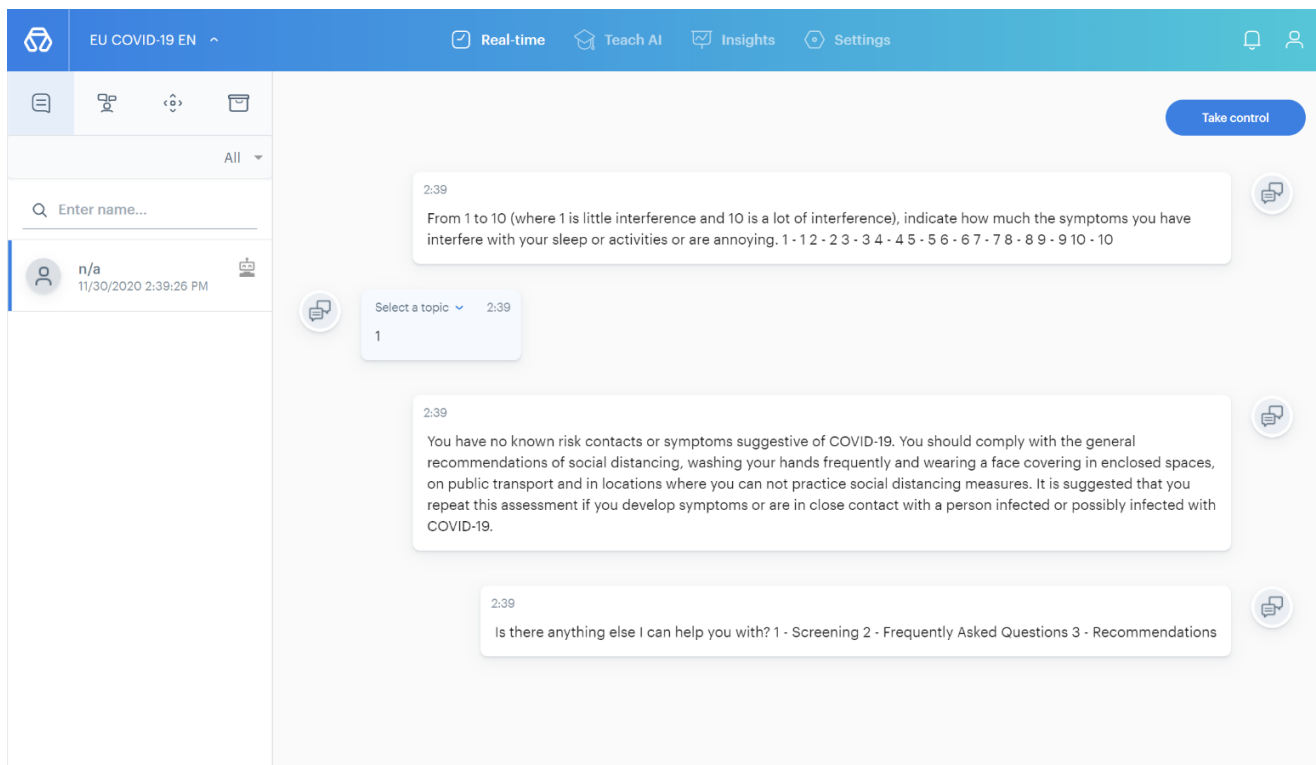 EU COVID-19 EN
Real-time
Teach AI
Insights
Settings
All
Enter name...
n/a
11/30/2020 2:39:26 PM
Take control
2:39
From 1 to 10 (where 1 is little interference and 10 is a lot of interference), indicate how much the symptoms you have
interfere with your sleep or activities or are annoying. 1 - 1 2 - 2 3 - 3 4 - 4 5 - 5 6 - 6 7 - 7 8 - 8 9 - 9 10 - 10
Select a topic 2:39
1
2:39
You have no known risk contacts or symptoms suggestive of COVID-19. You should comply with the general
recommendations of social distancing, washing your hands frequently and wearing a face covering in enclosed spaces,
on public transport and in locations where you can not practice social distancing measures. It is suggested that you
repeat this assessment if you develop symptoms or are in close contact with a person infected or possibly infected with
COVID-19.
2:39
Is there anything else I can help you with? 1 - Screening 2 - Frequently Asked Questions 3 - Recommendations